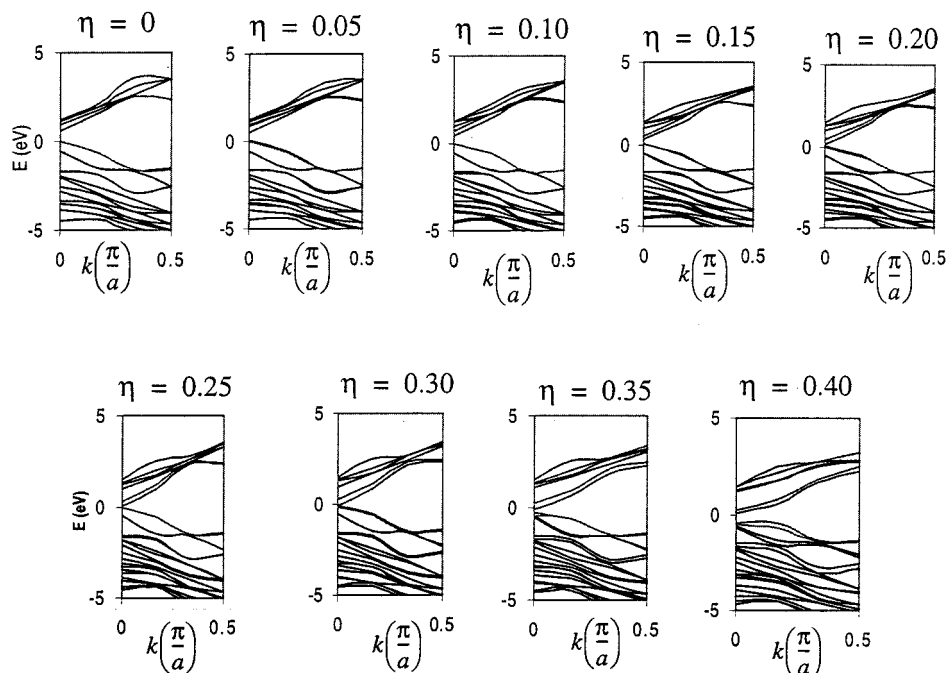 η = 0 η = 0.05 η = 0.10 η = 0.15 η = 0.20
5 5 5 5 5
E (eV) 0 0 0 0 0
-5 -5 -5 -5 -5
0 0.5 0 0.5 0 0.5 0 0.5 0 0.5
k(π/a) k(π/a) k(π/a) k(π/a) k(π/a)
η = 0.25 η = 0.30 η = 0.35 η = 0.40
5 5 5 5
E (eV) 0 0 0 0
-5 -5 -5 -5
0 0.5 0 0.5 0 0.5 0 0.5
k(π/a) k(π/a) k(π/a) k(π/a)